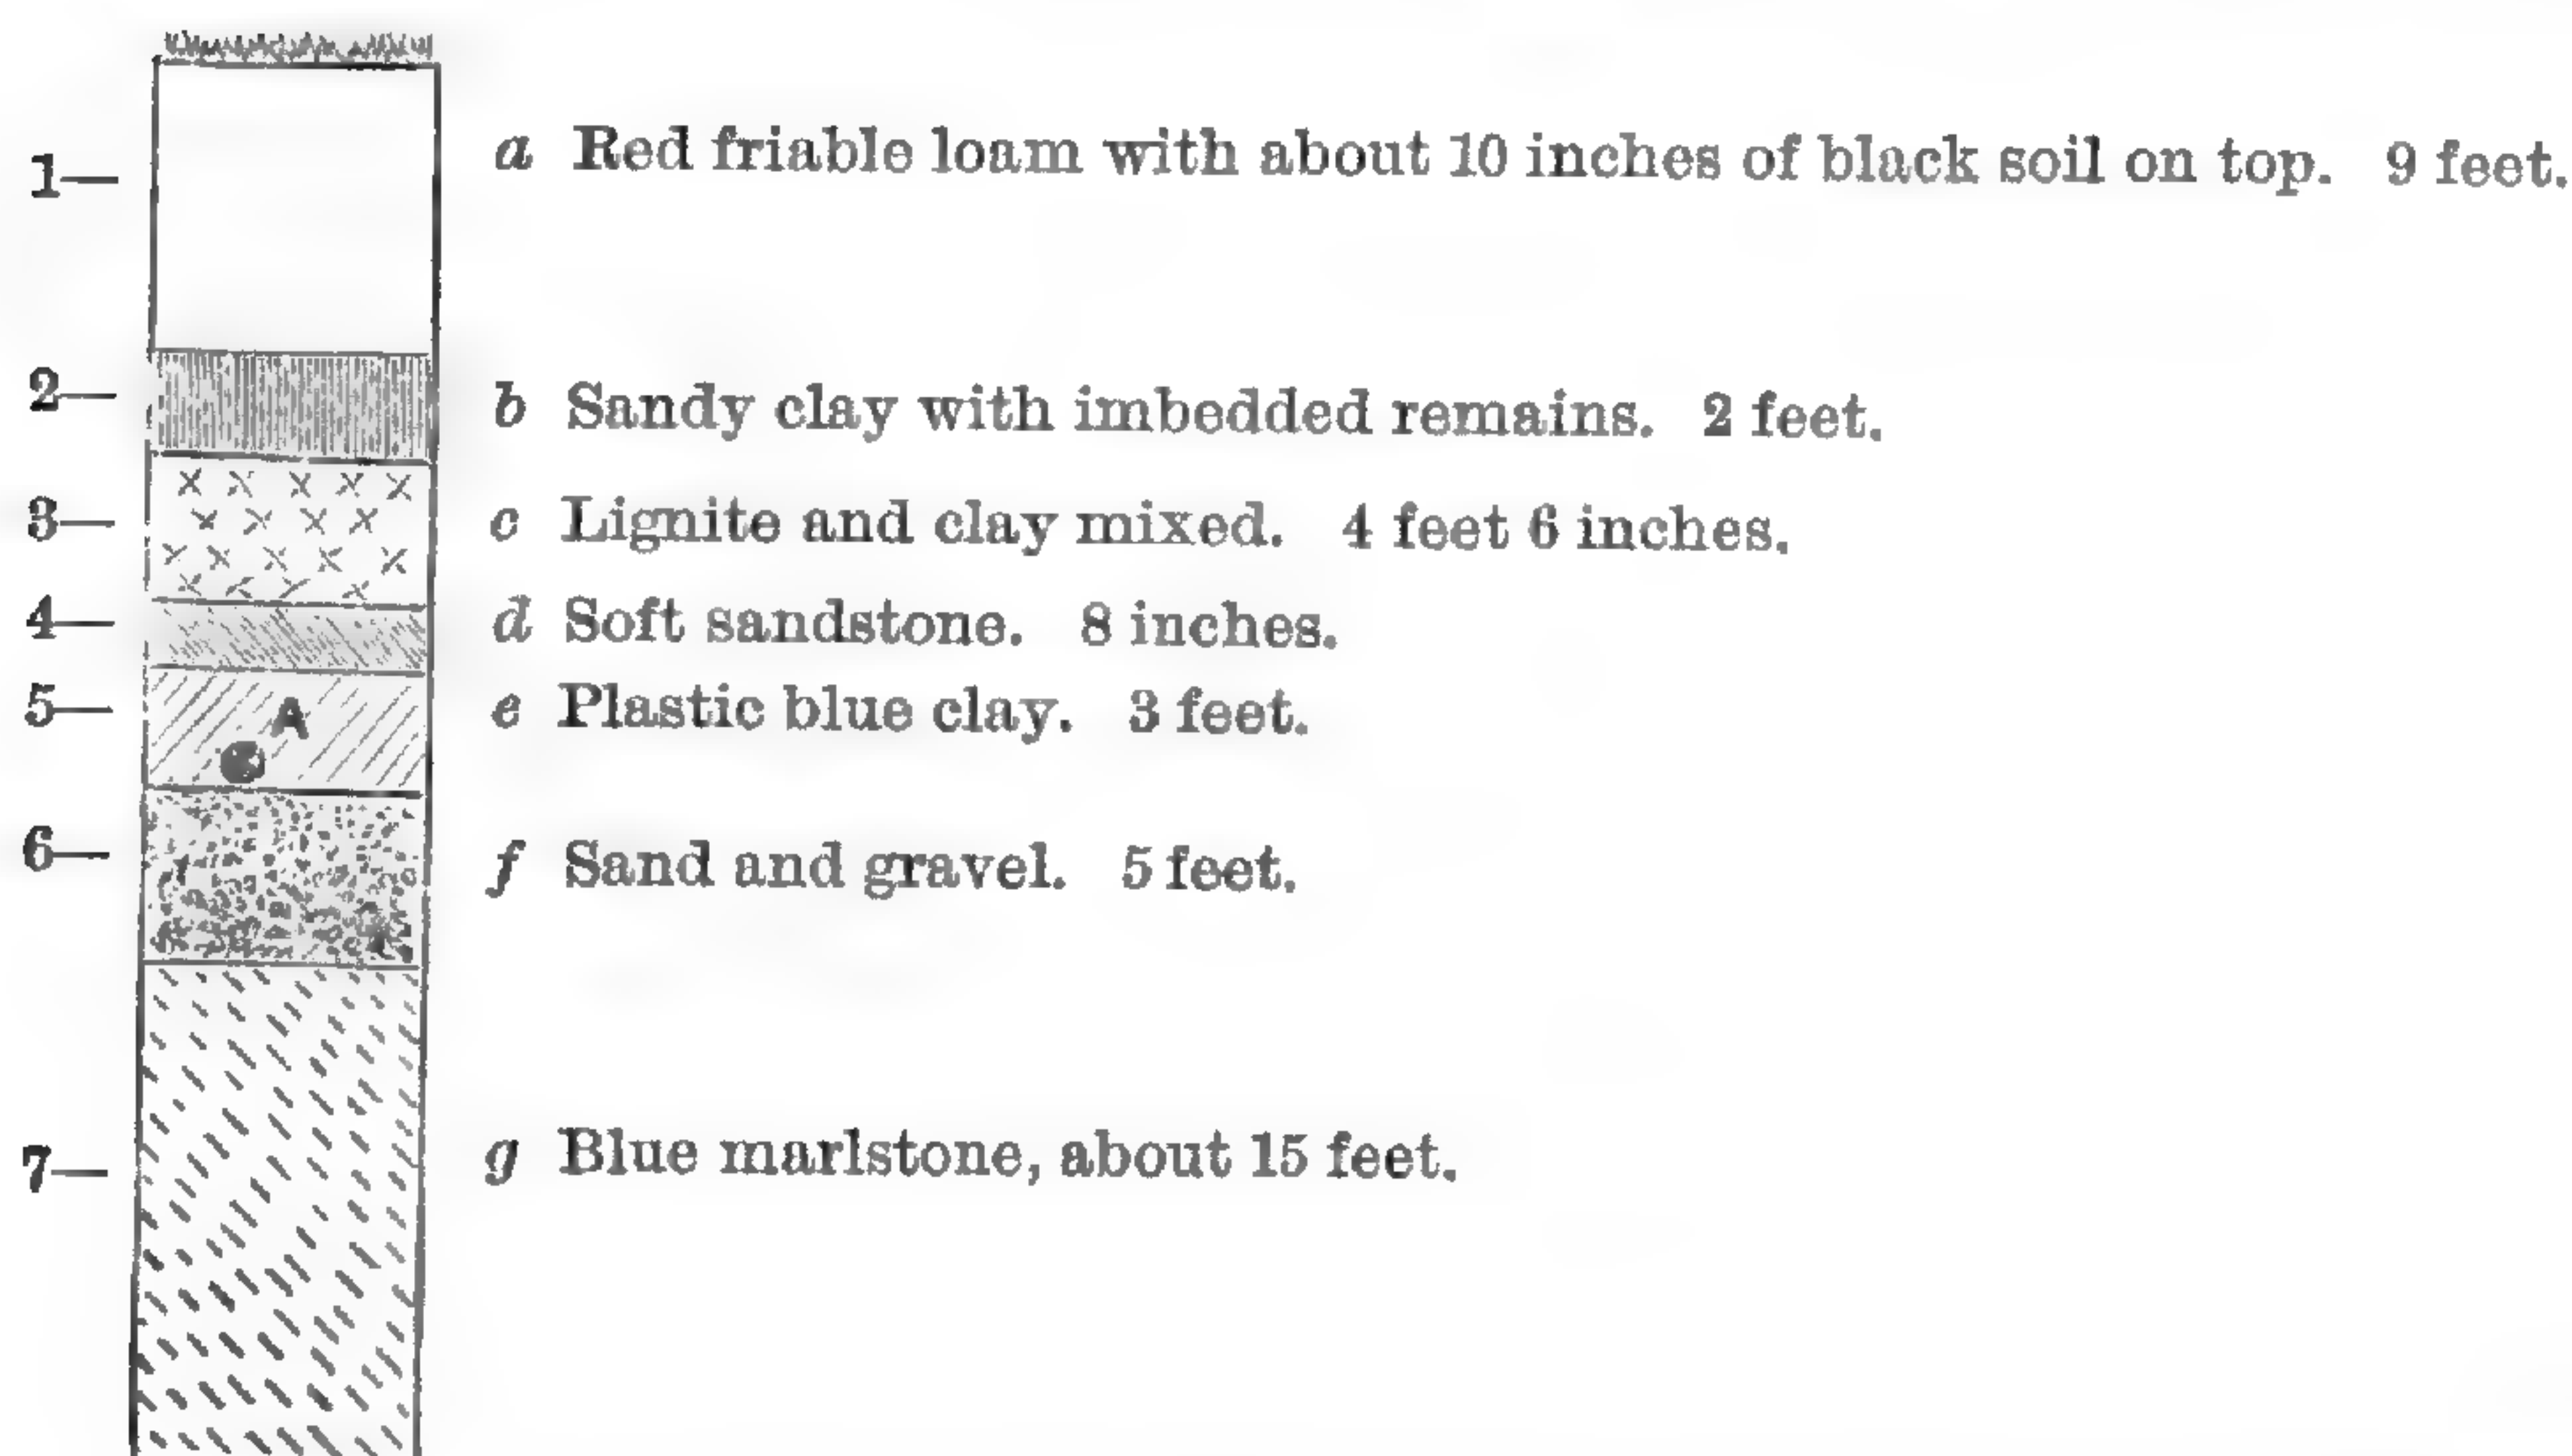 1— a Red friable loam with about 10 inches of black soil on top. 9 feet.
2— b Sandy clay with imbedded remains. 2 feet.
3— c Lignite and clay mixed. 4 feet 6 inches.
4— d Soft sandstone. 8 inches.
5— A e Plastic blue clay. 3 feet.
6— f Sand and gravel. 5 feet.
7— g Blue marlstone, about 15 feet.